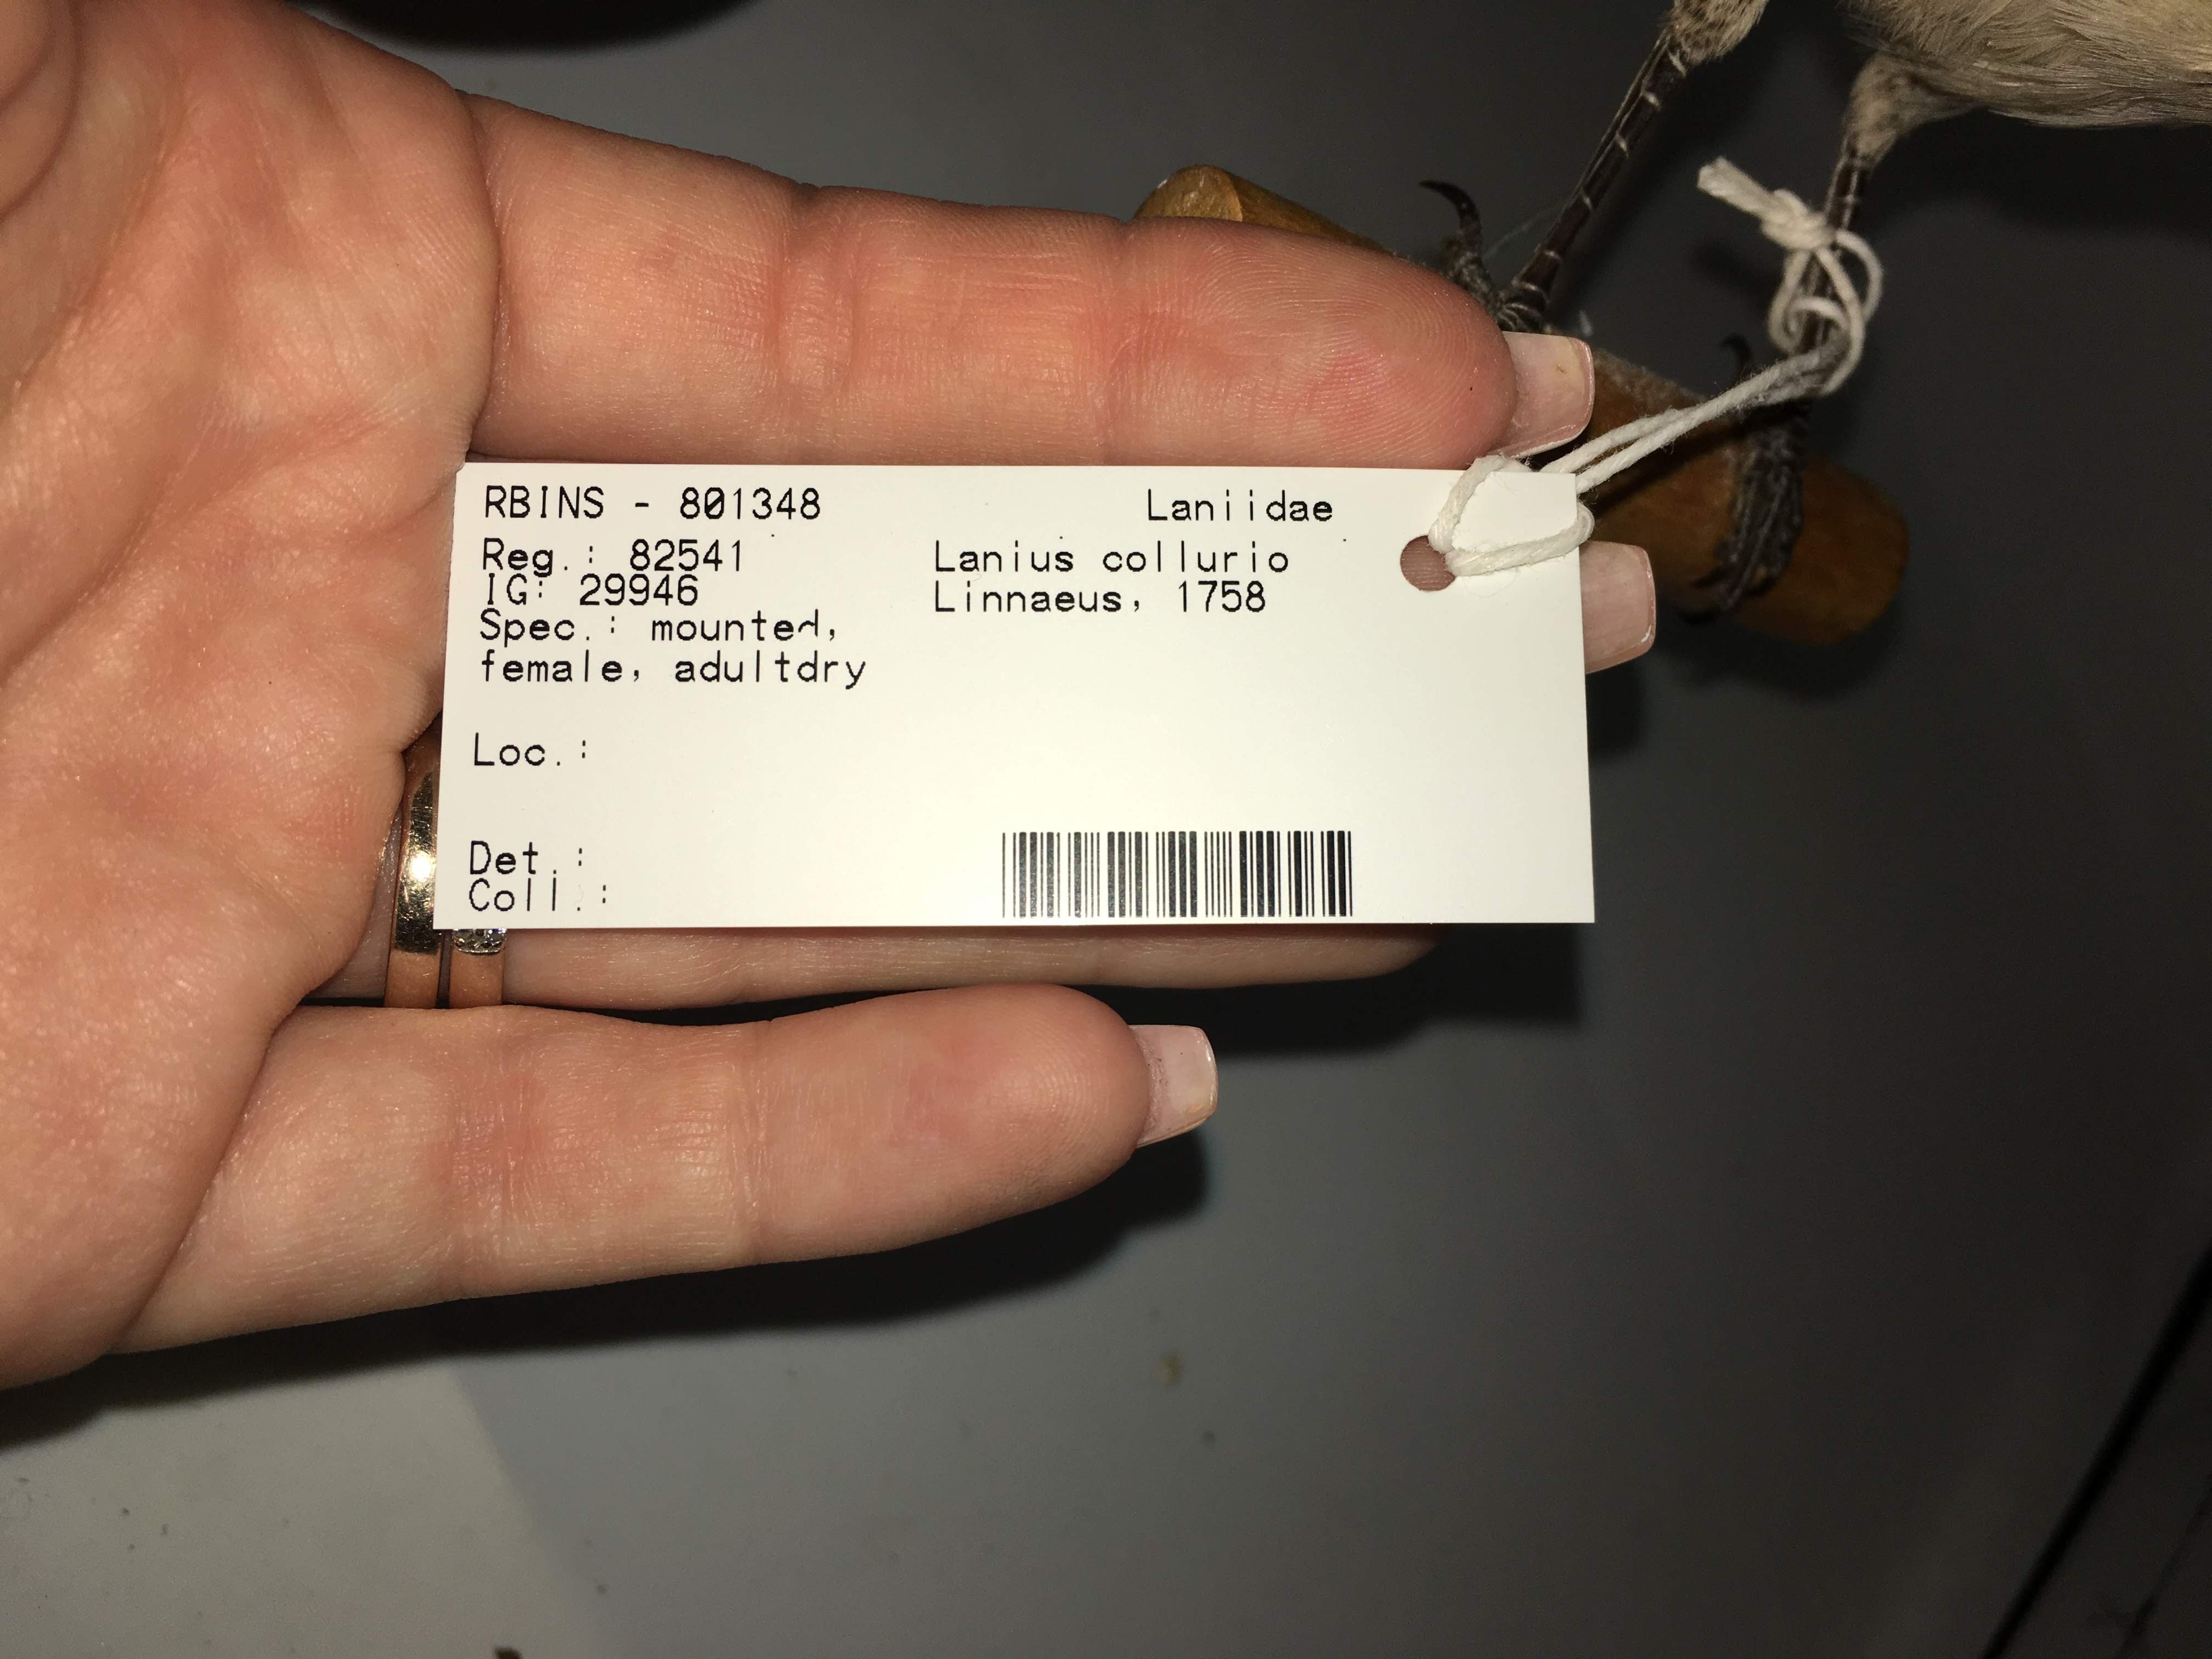 RBINS - 801348 Laniidae
Reg.: 82541 Lanius collurio
IG: 29946 Linnaeus, 1758
Spec.: mounted,
female, adultdry
Loc.:
Det.:
Coll.: